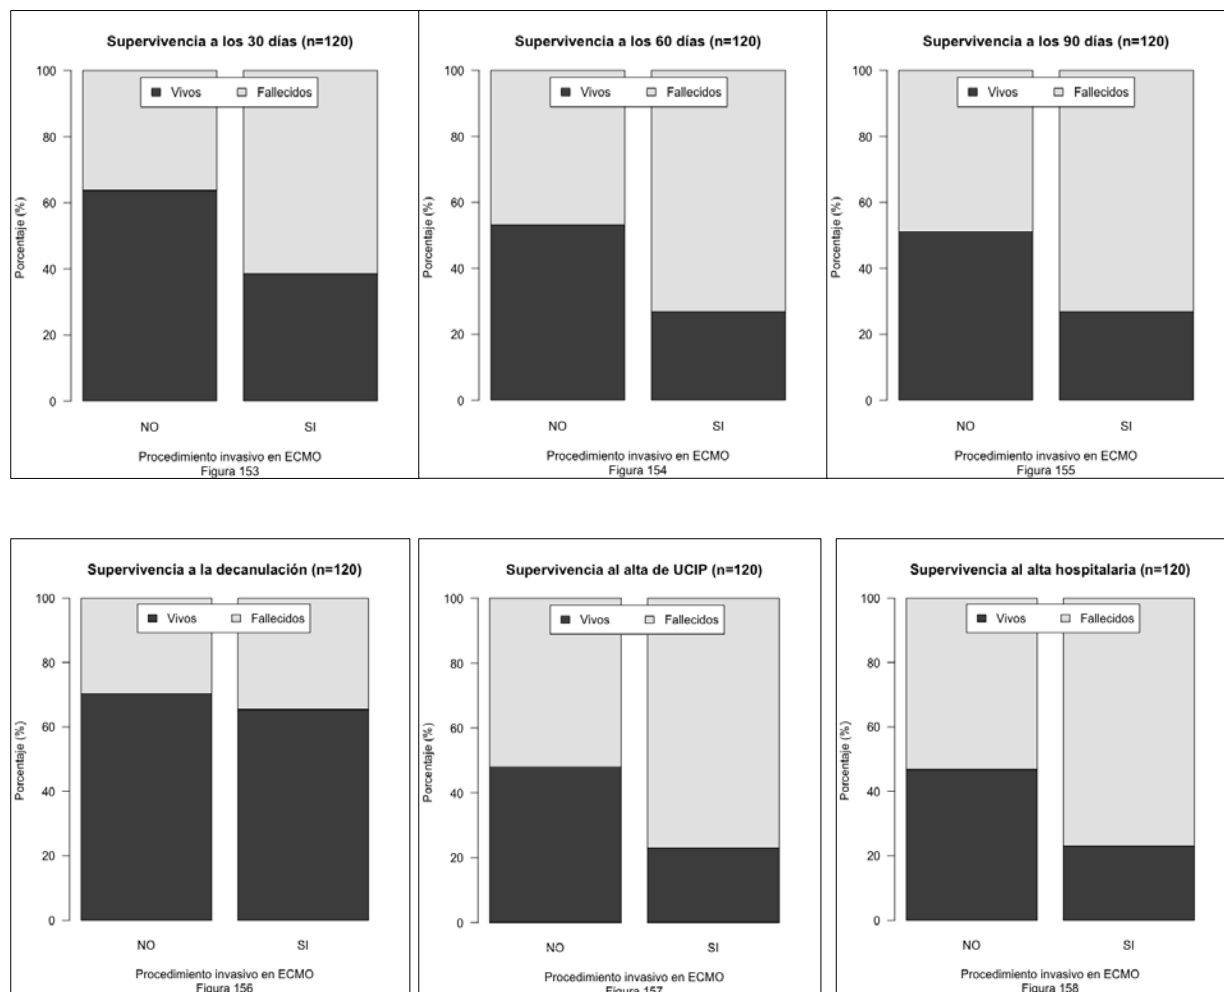 Supervivencia a los 30 días (n=120)
Vivos Fallecidos
Porcentaje (%)
100
80
60
40
20
0
NO SI
Procedimiento invasivo en ECMO
Figura 153
Supervivencia a los 60 días (n=120)
Vivos Fallecidos
Porcentaje (%)
100
80
60
40
20
0
NO SI
Procedimiento invasivo en ECMO
Figura 154
Supervivencia a los 90 días (n=120)
Vivos Fallecidos
Porcentaje (%)
100
80
60
40
20
0
NO SI
Procedimiento invasivo en ECMO
Figura 155
Supervivencia a la decanulación (n=120)
Vivos Fallecidos
Porcentaje (%)
100
80
60
40
20
0
NO SI
Procedimiento invasivo en ECMO
Figura 156
Supervivencia al alta de UCIP (n=120)
Vivos Fallecidos
Porcentaje (%)
100
80
60
40
20
0
NO SI
Procedimiento invasivo en ECMO
Figura 157
Supervivencia al alta hospitalaria (n=120)
Vivos Fallecidos
Porcentaje (%)
100
80
60
40
20
0
NO SI
Procedimiento invasivo en ECMO
Figura 158